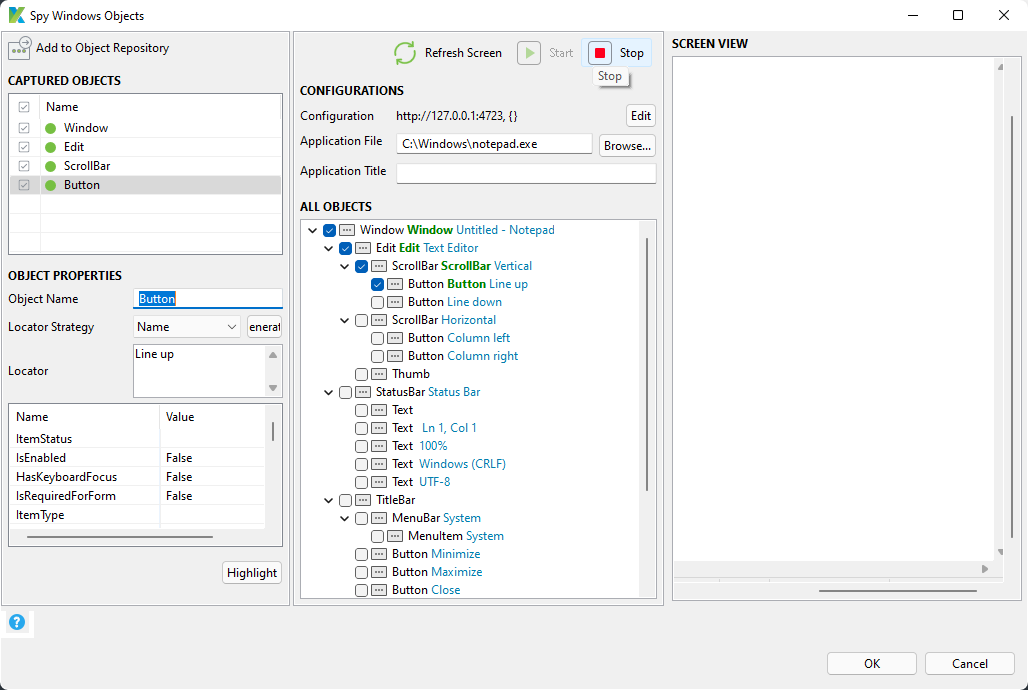 Spy Windows Objects
Add to Object Repository
CAPTURED OBJECTS
Name
Window
Edit
ScrollBar
Button
OBJECT PROPERTIES
Object Name Button
Locator Strategy Name enerat
Locator Line up
Name Value
ItemStatus
IsEnabled False
HasKeyboardFocus False
IsRequiredForForm False
ItemType
Highlight
Refresh Screen Start Stop
Stop
CONFIGURATIONS
Configuration http://127.0.0.1:4723, {} Edit
Application File C:\Windows\notepad.exe Browse...
Application Title
ALL OBJECTS
Window Window Untitled - Notepad
Edit Edit Text Editor
ScrollBar ScrollBar Vertical
Button Button Line up
Button Line down
ScrollBar Horizontal
Button Column left
Button Column right
Thumb
StatusBar Status Bar
Text
Text Ln 1, Col 1
Text 100%
Text Windows (CRLF)
Text UTF-8
TitleBar
MenuBar System
MenuItem System
Button Minimize
Button Maximize
Button Close
SCREEN VIEW
?
OK Cancel